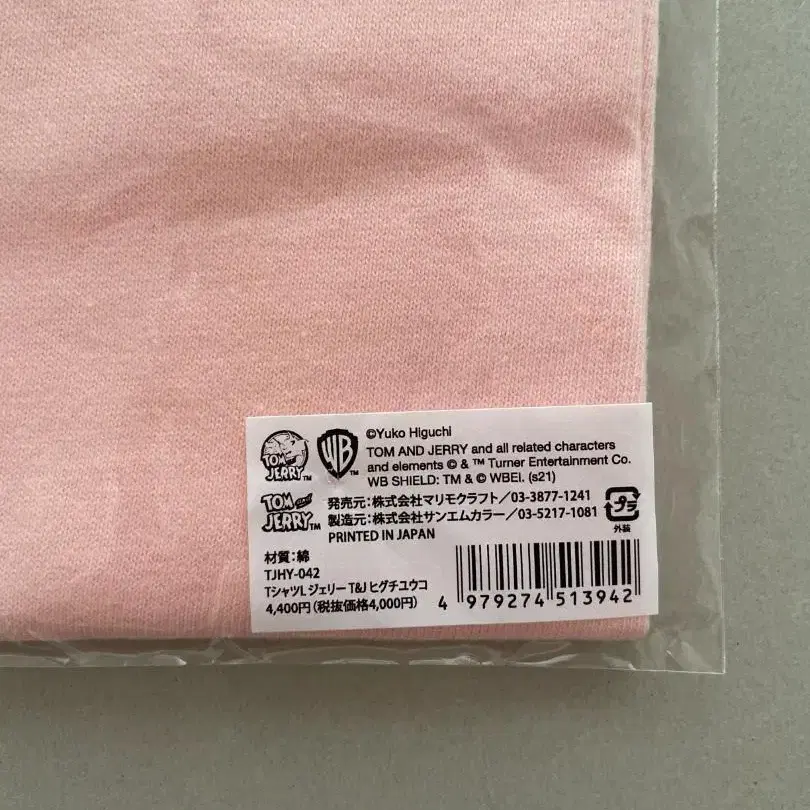 TOM and JERRY TM
WB TM
©Yuko Higuchi
TOM AND JERRY and all related characters
and elements © & ™ Turner Entertainment Co.
WB SHIELD: TM & © WBEI. (s21)
TOM and JERRY TM
発売元：株式会社マリモクラフト／03-3877-1241
製造元：株式会社サンエムカラー／03-5217-1081
PRINTED IN JAPAN
プラ
外装
材質：綿
TJHY-042
TシャツL ジェリー T&J ヒグチユウコ
4,400円（税抜価格4,000円）
4 979274 513942